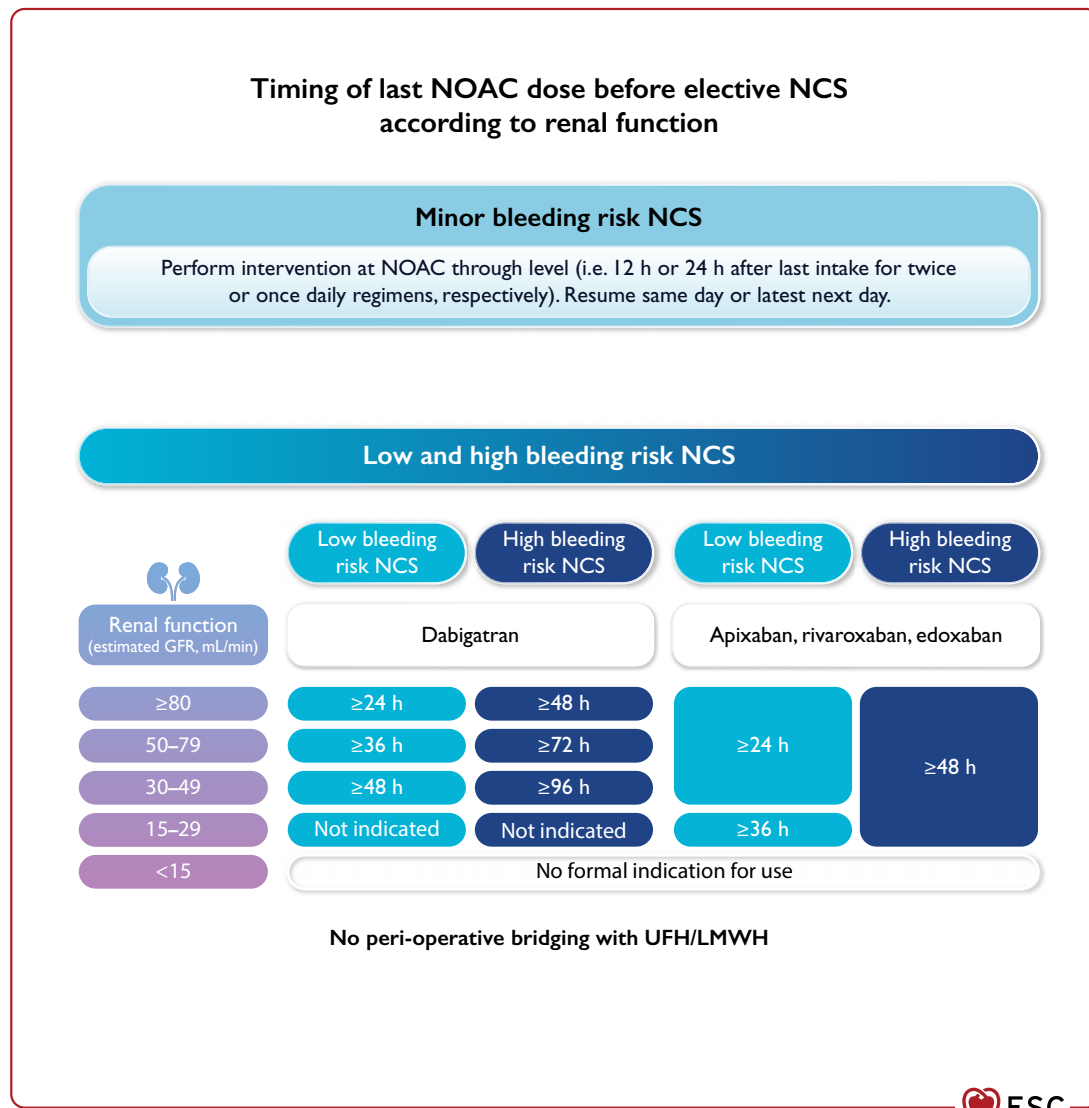 Timing of last NOAC dose before elective NCS
according to renal function
Minor bleeding risk NCS
Perform intervention at NOAC through level (i.e. 12 h or 24 h after last intake for twice
or once daily regimens, respectively). Resume same day or latest next day.
Low and high bleeding risk NCS
Low bleeding
risk NCS
High bleeding
risk NCS
Low bleeding
risk NCS
High bleeding
risk NCS
Renal function
(estimated GFR, mL/min)
Dabigatran
Apixaban, rivaroxaban, edoxaban
≥80
≥24 h
≥48 h
50–79
≥36 h
≥72 h
≥24 h
30–49
≥48 h
≥96 h
≥48 h
15–29
Not indicated
Not indicated
≥36 h
<15
No formal indication for use
No peri-operative bridging with UFH/LMWH
ESC